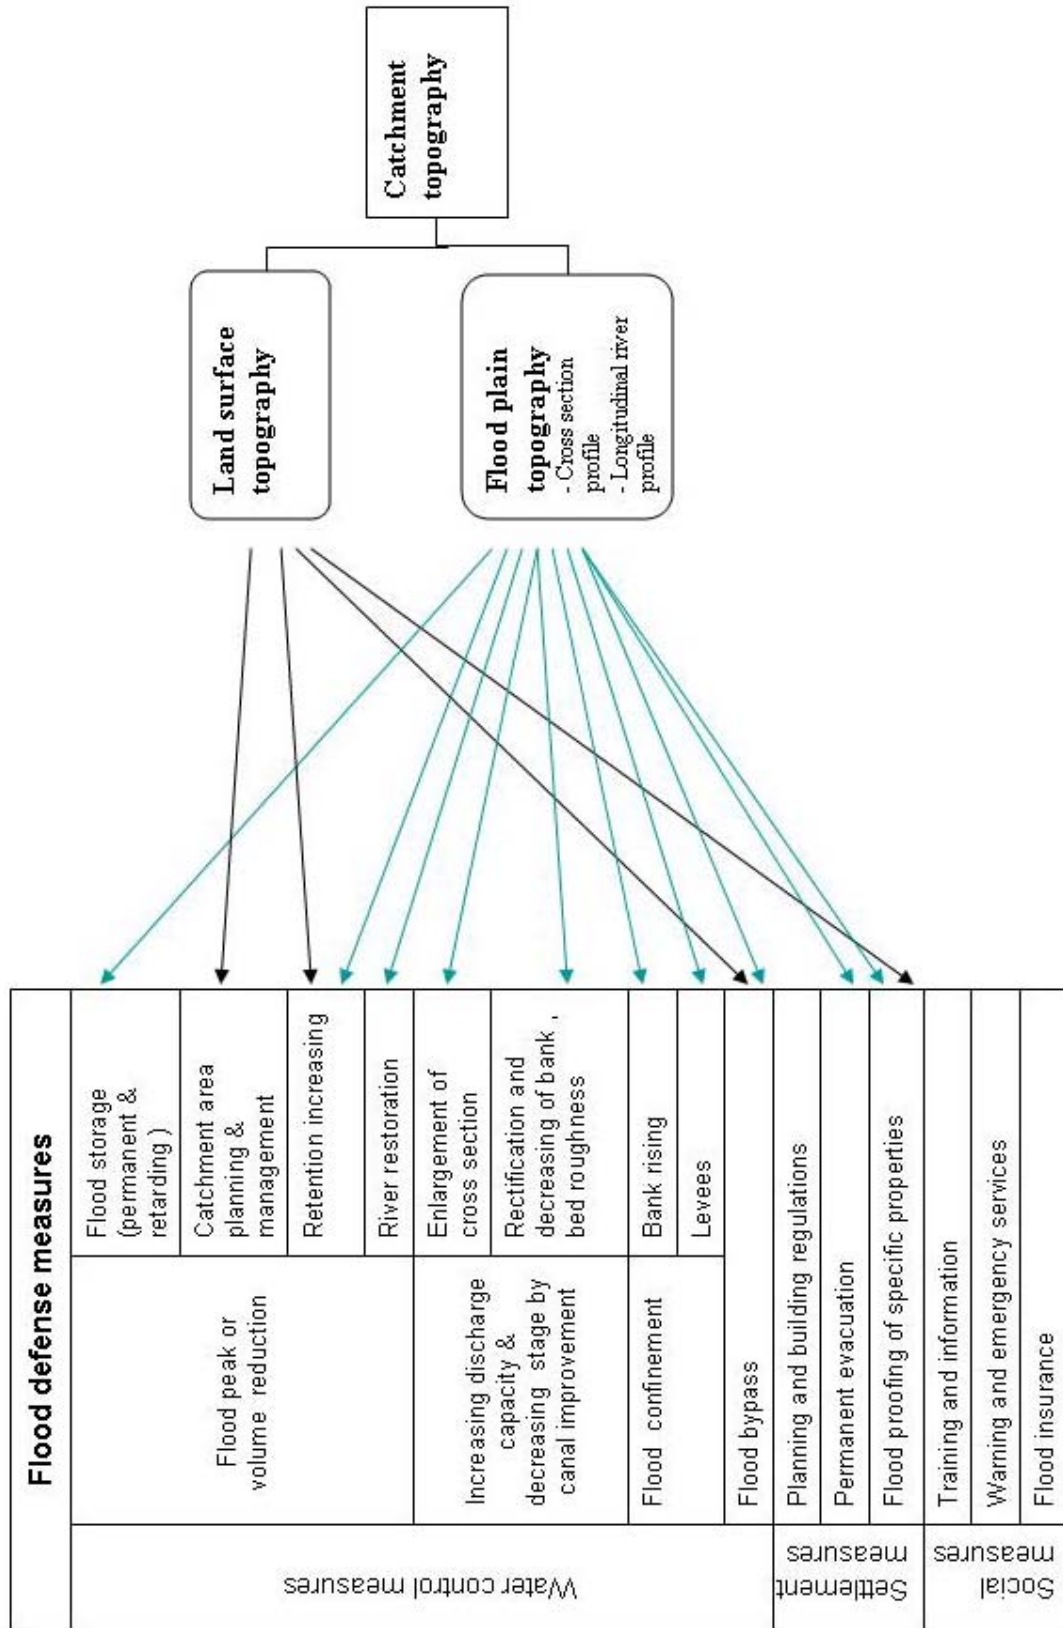 Flood defense measures
Water control measures
Flood peak or
volume reduction
Flood storage
(permanent &
retarding )
Catchment area
planning &
management
Retention increasing
River restoration
Increasing discharge
capacity &
decreasing stage by
canal improvement
Enlargement of
cross section
Rectification and
decreasing of bank ,
bed roughness
Flood confinement
Bank rising
Levees
Flood bypass
Settlement
measures
Planning and building regulations
Permanent evacuation
Flood proofing of specific properties
Social
measures
Training and information
Warning and emergency services
Flood insurance
Land surface
topography
Flood plain
topography
- Cross section
profile
- Longitudinal river
profile
Catchment
topography